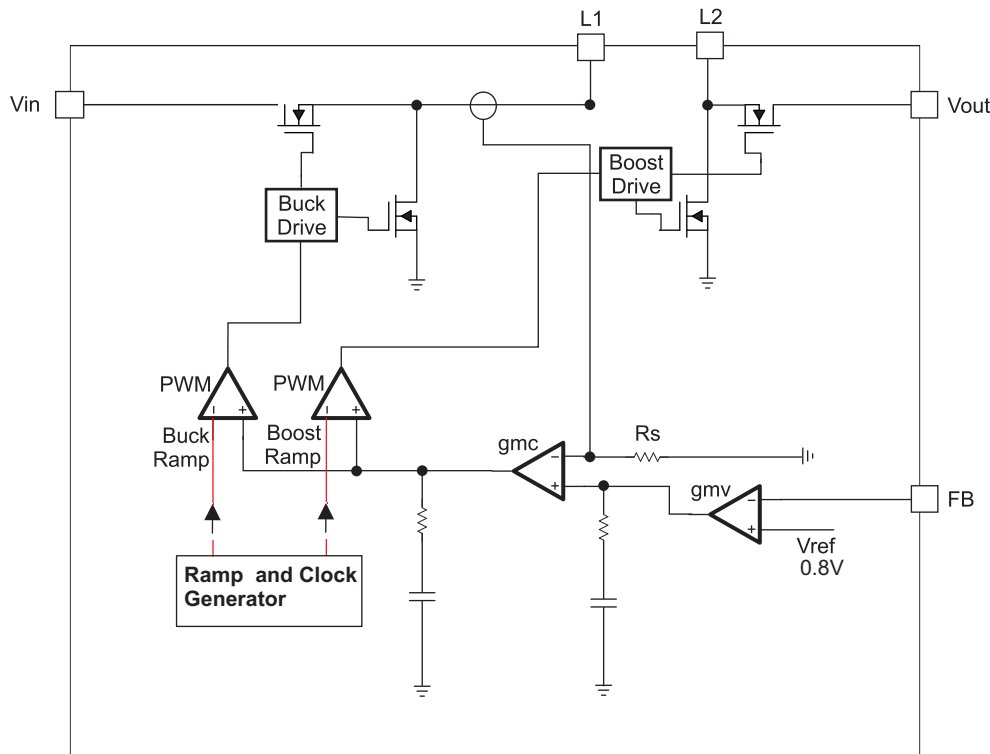 L1
L2
Vin
Vout
Boost
Drive
Buck
Drive
PWM
PWM
Buck
Ramp
Boost
Ramp
gmc
Rs
gmv
FB
Vref
0.8V
Ramp and Clock
Generator